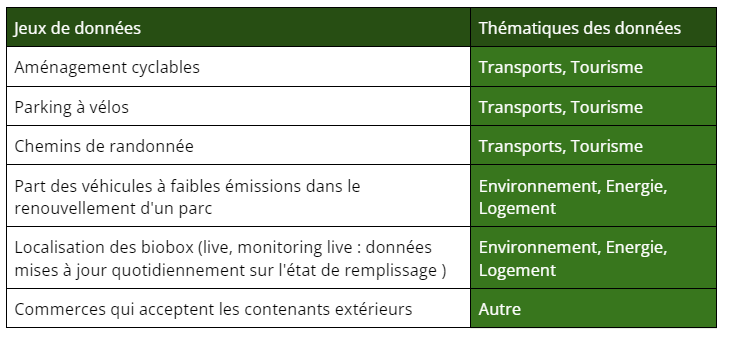 Jeux de données
Thématiques des données
Aménagement cyclables
Transports, Tourisme
Parking à vélos
Transports, Tourisme
Chemins de randonnée
Transports, Tourisme
Part des véhicules à faibles émissions dans le
renouvellement d'un parc
Environnement, Energie,
Logement
Localisation des biobox (live, monitoring live : données
mises à jour quotidiennement sur l'état de remplissage )
Environnement, Energie,
Logement
Commerces qui acceptent les contenants extérieurs
Autre